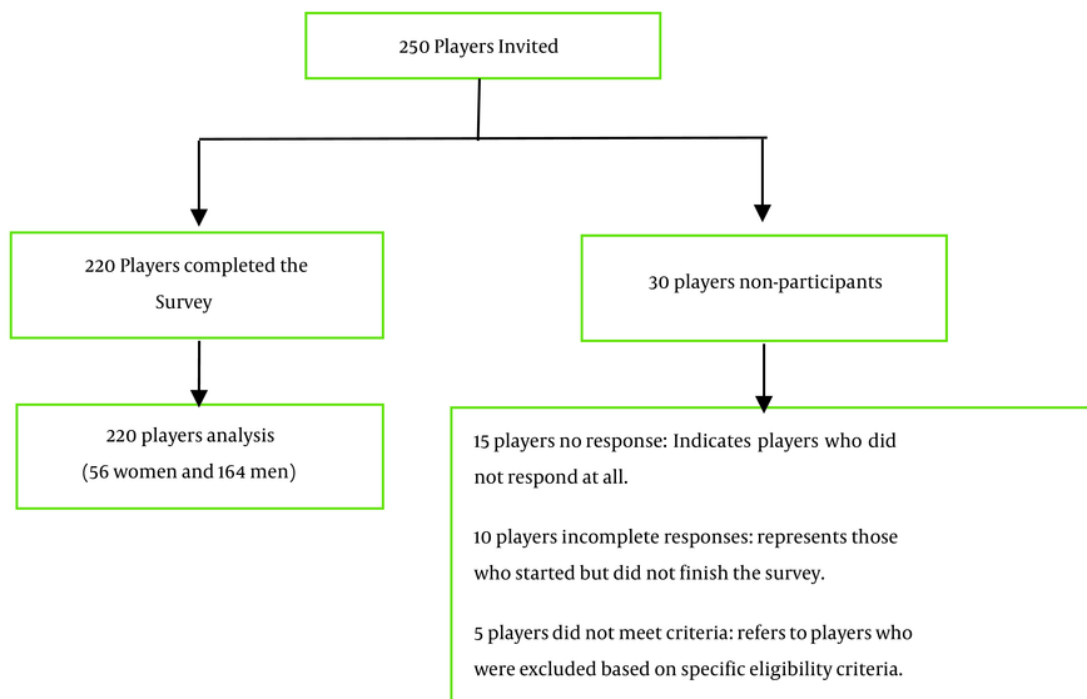 250 Players Invited
220 Players completed the
Survey
30 players non-participants
220 players analysis
(56 women and 164 men)
15 players no response: Indicates players who did
not respond at all.
10 players incomplete responses: represents those
who started but did not finish the survey.
5 players did not meet criteria: refers to players who
were excluded based on specific eligibility criteria.